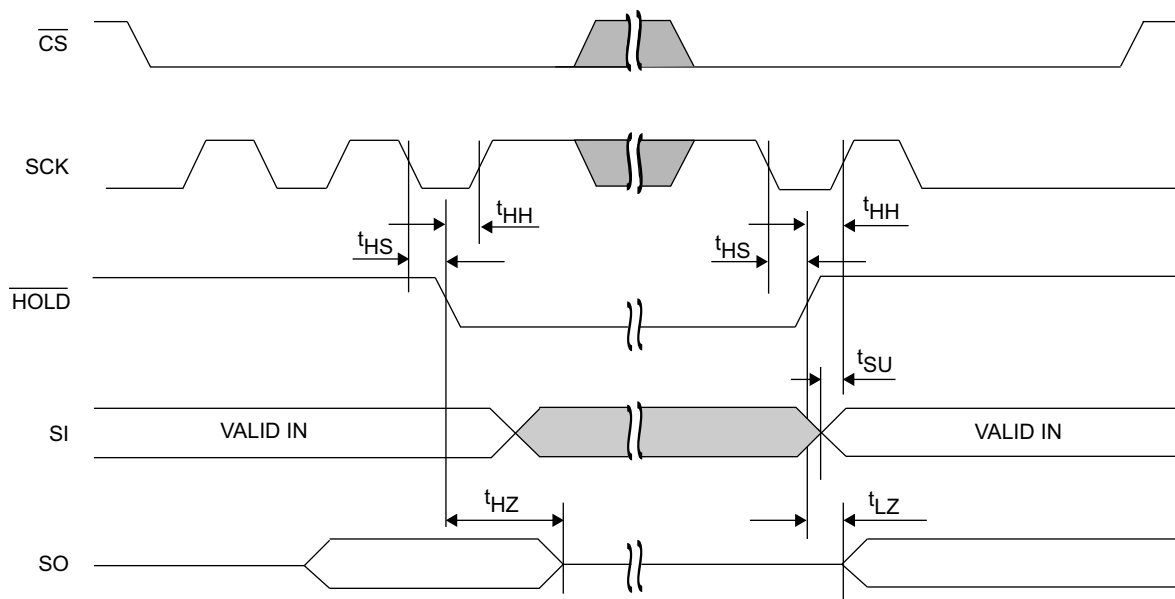 CS
SCK
tHH
tHH
tHS
tHS
HOLD
tSU
SI
VALID IN
VALID IN
tHZ
tLZ
SO